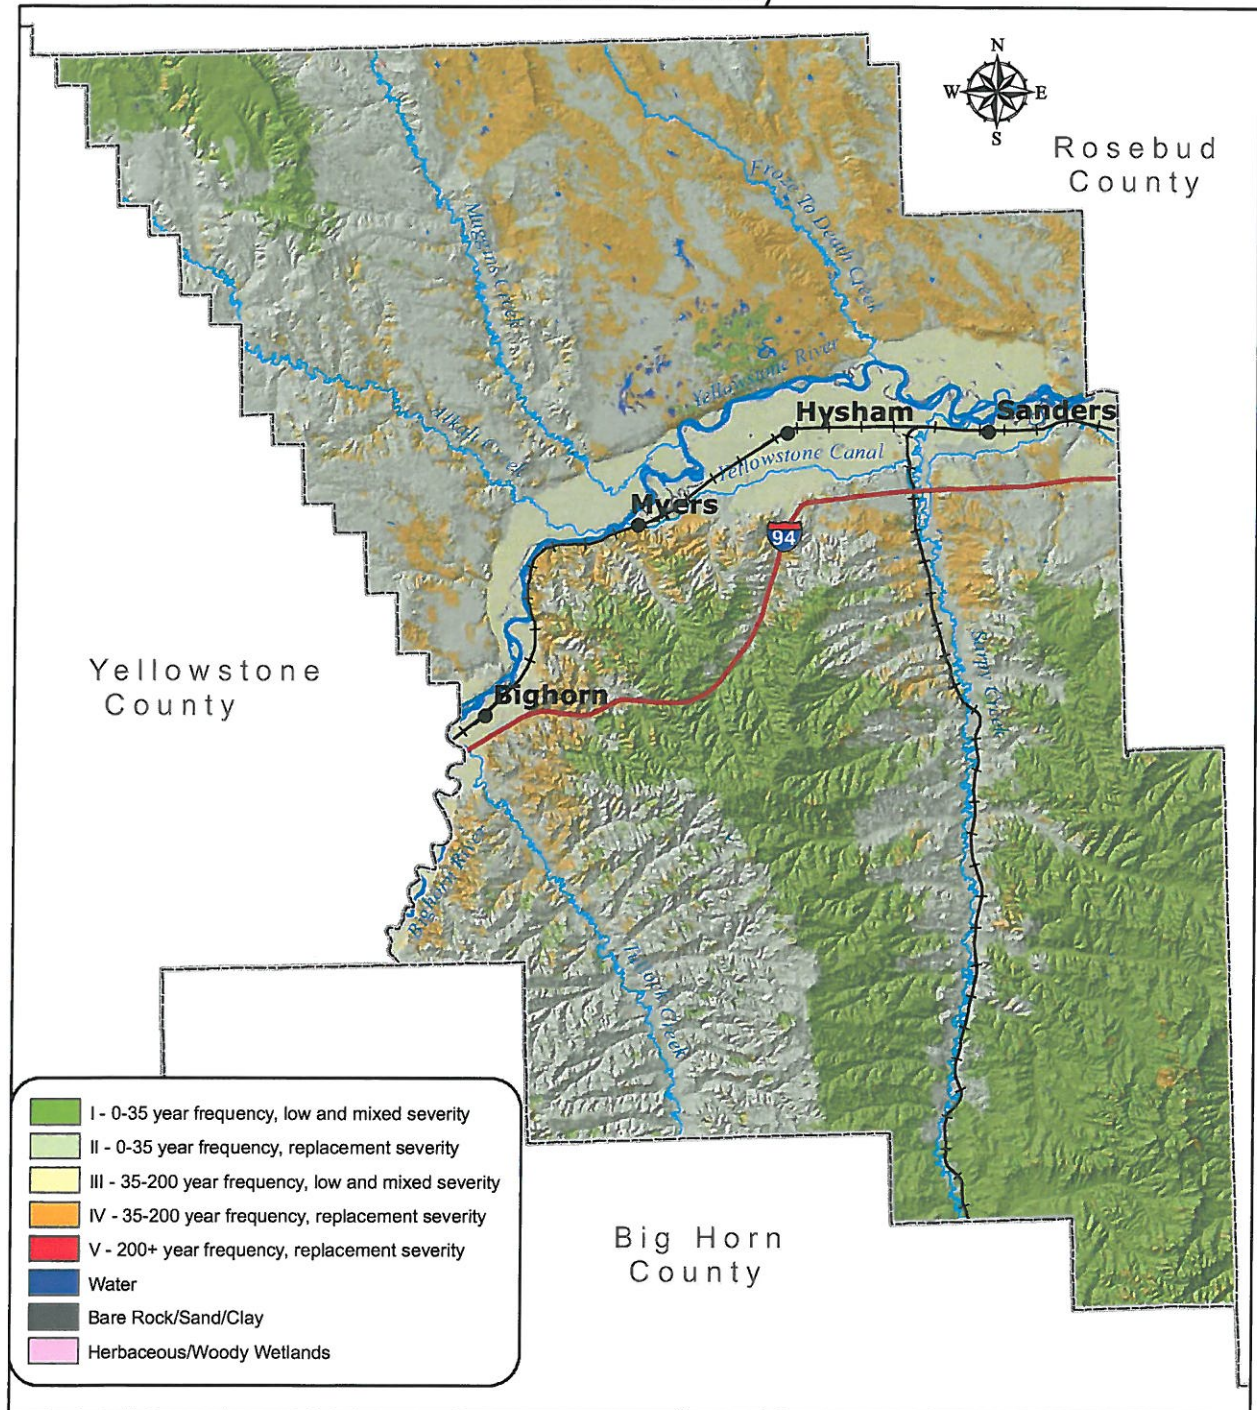 N
W E
S
Rosebud
County
Froze To Death Creek
Muggins Creek
Yellowstone River
Hysham
Sanders
Alkali Creek
Yellowstone Canal
Myers
94
Sarpy Creek
Yellowstone
County
Bighorn
Bighorn River
Tullock Creek
I - 0-35 year frequency, low and mixed severity
II - 0-35 year frequency, replacement severity
III - 35-200 year frequency, low and mixed severity
IV - 35-200 year frequency, replacement severity
V - 200+ year frequency, replacement severity
Water
Bare Rock/Sand/Clay
Herbaceous/Woody Wetlands
Big Horn
County